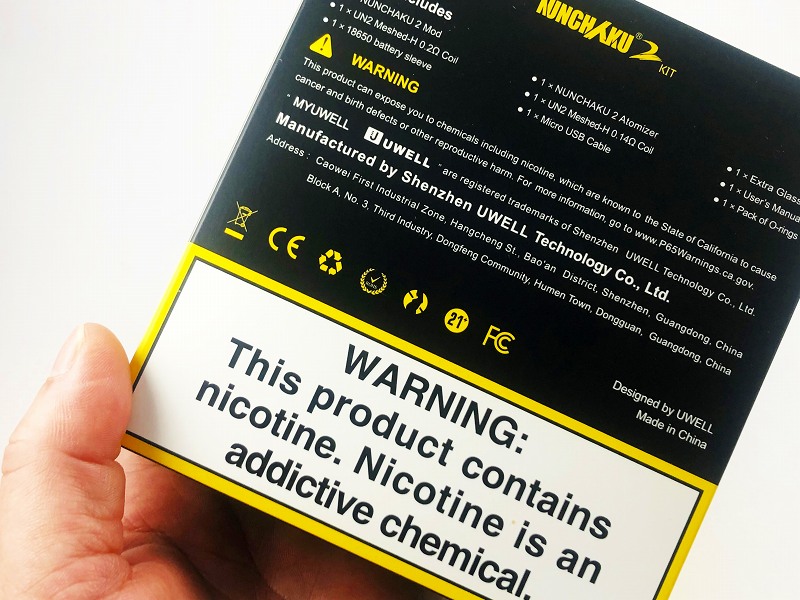 cludes
1 × NUNCHAKU 2 Mod
1 × UN2 Meshed-H 0.2Ω Coil
1 × 18650 battery sleeve
NUNCHAKU® 2 KIT
1 × NUNCHAKU 2 Atomizer
1 × UN2 Meshed-H 0.14Ω Coil
1 × Micro USB Cable
1 × Extra Glass
1 × User's Manua
1 × Pack of O-rings
WARNING
This product can expose you to chemicals including nicotine, which are known to the State of California to cause
cancer and birth defects or other reproductive harm. For more information, go to www.P65Warnings.ca.gov.
" MYUWELL UWELL " are registered trademarks of Shenzhen UWELL Technology Co., Ltd.
Manufactured by Shenzhen UWELL Technology Co., Ltd.
Address : Caowei First Industrial Zone, Hangcheng St., Bao'an District, Shenzhen, Guangdong, China
Block A, No. 3, Third Industry, Dongfeng Community, Humen Town, Dongguan, Guangdong, China
CE 21+ FC
Designed by UWELL
Made in China
WARNING:
This product contains
nicotine. Nicotine is an
addictive chemical.